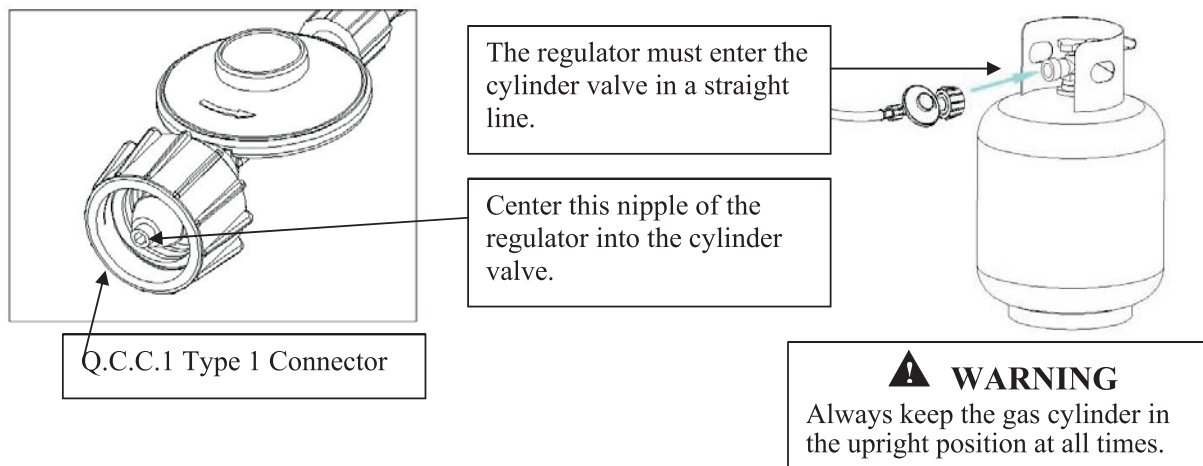 The regulator must enter the
cylinder valve in a straight
line.
Center this nipple of the
regulator into the cylinder
valve.
Q.C.C.1 Type 1 Connector
WARNING
Always keep the gas cylinder in
the upright position at all times.